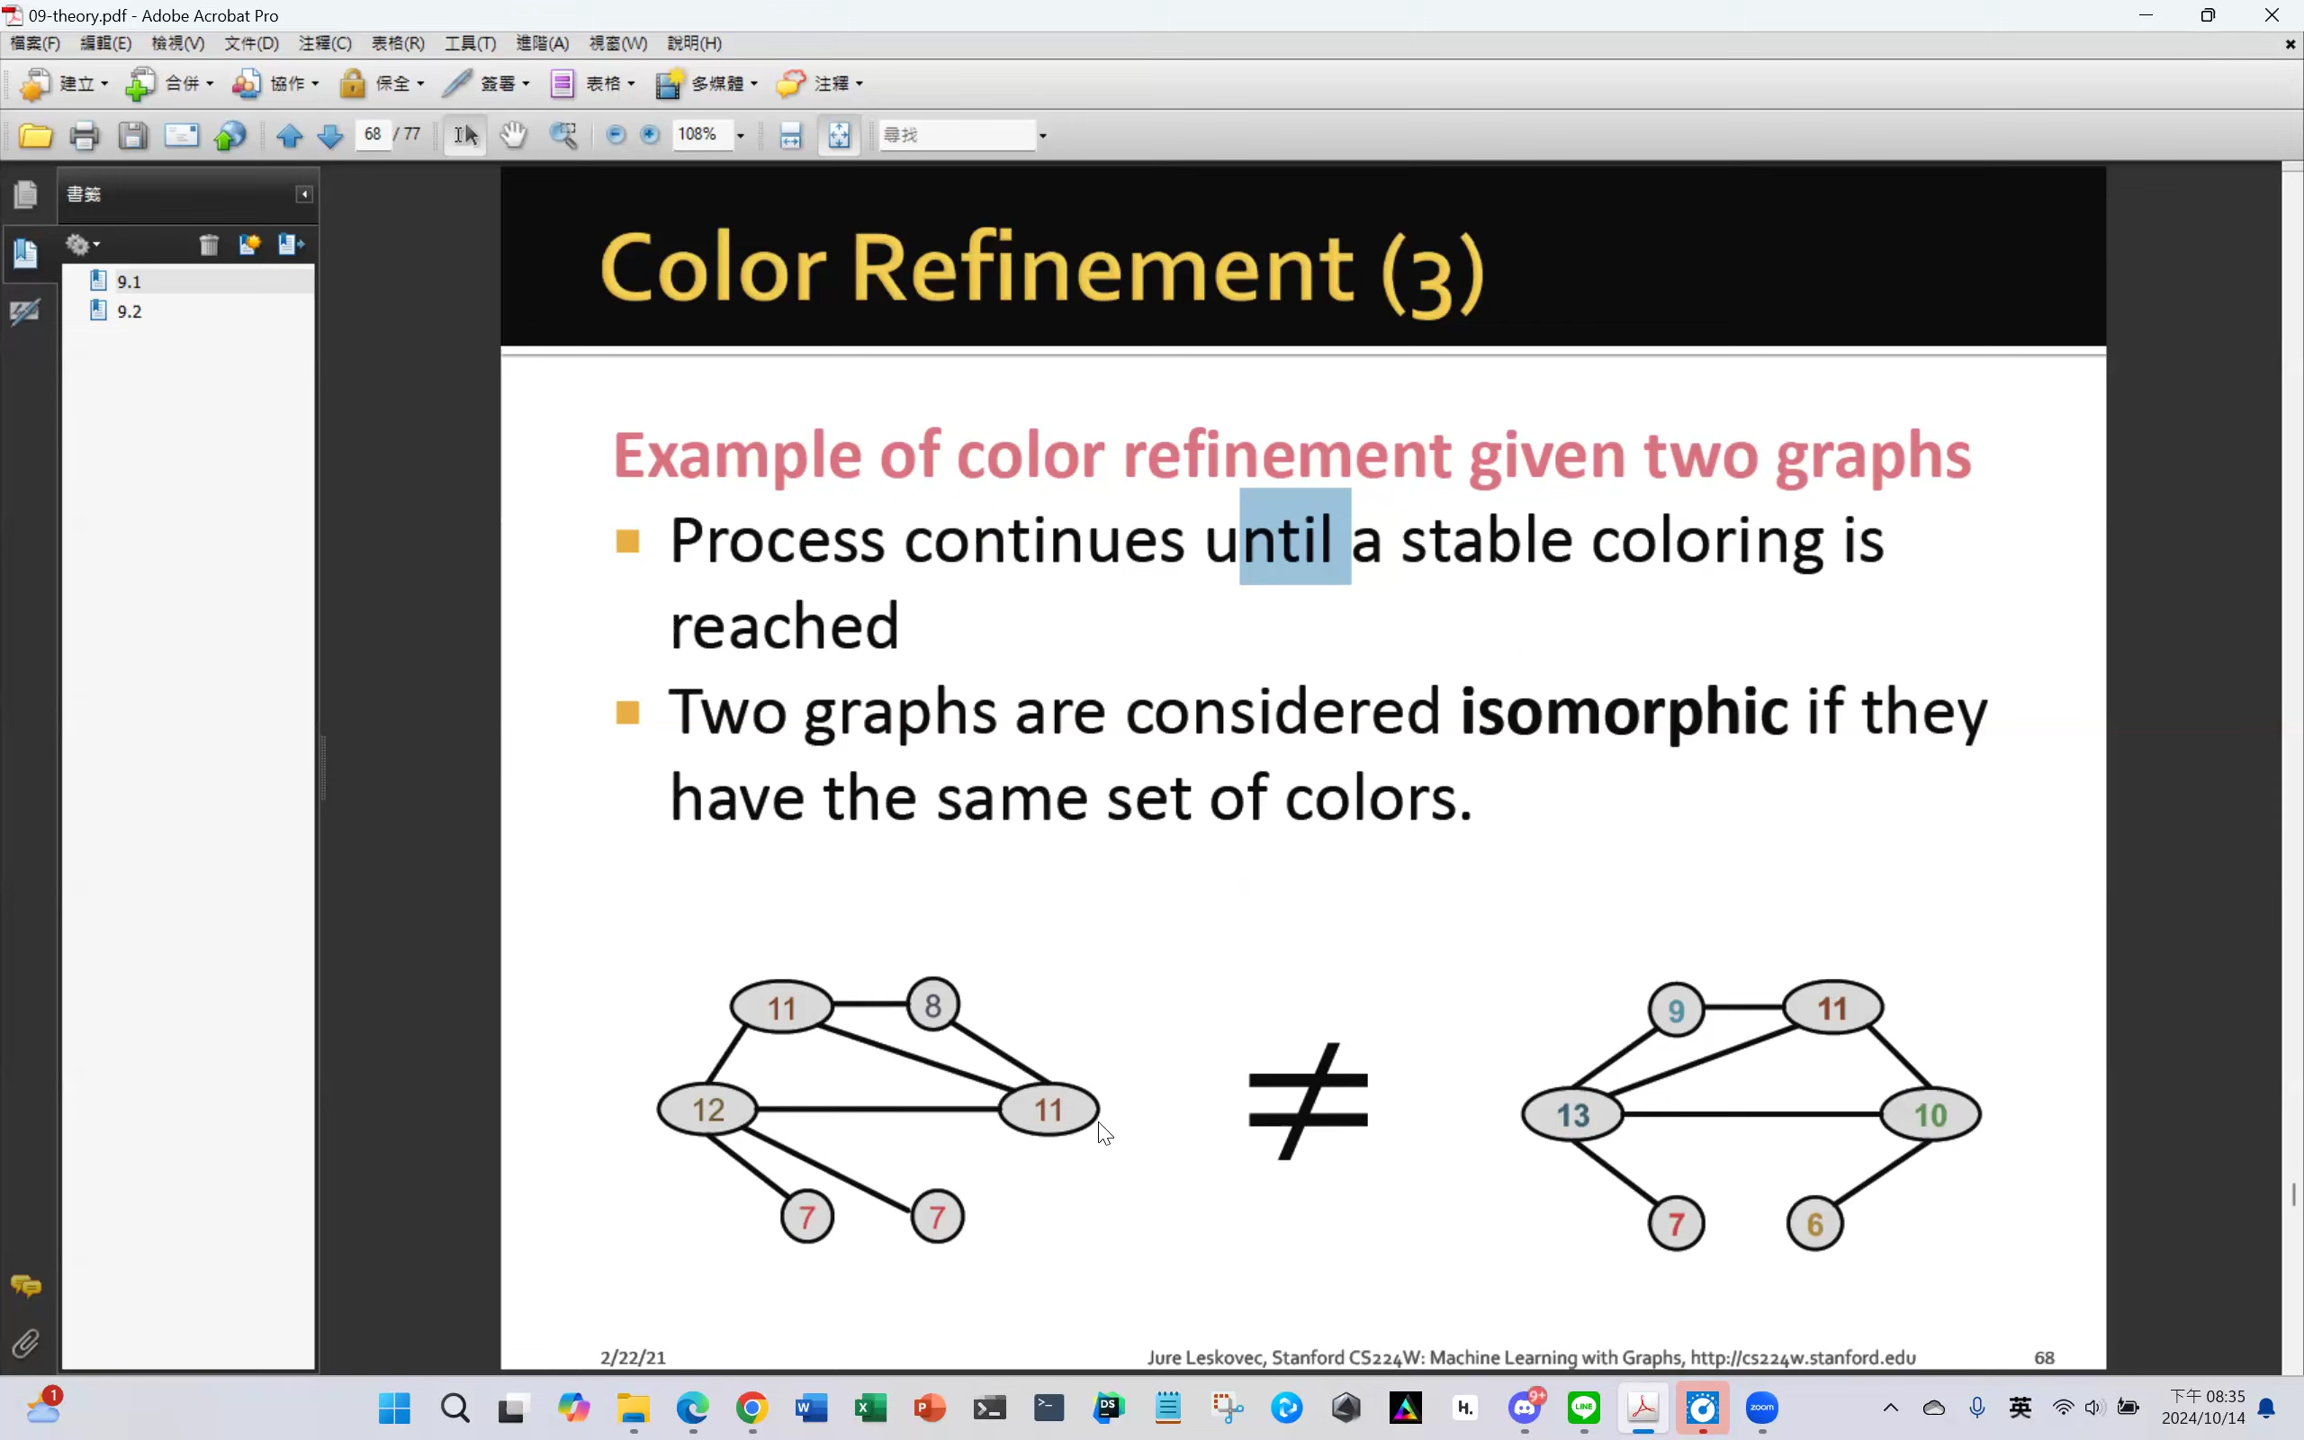 09-theory.pdf - Adobe Acrobat Pro
檔案(F) 編輯(E) 檢視(V) 文件(D) 注釋(C) 表格(R) 工具(T) 進階(A) 視窗(W) 說明(H)
建立 合併 協作 保全 簽署 表格 多媒體 注釋
68 / 77 108% 尋找
書籤
9.1
9.2
Color Refinement (3)
Example of color refinement given two graphs
Process continues until a stable coloring is
reached
Two graphs are considered isomorphic if they
have the same set of colors.
11 8 9 11
12 11 ≠ 13 10
7 7 7 6
2/22/21 Jure Leskovec, Stanford CS224W: Machine Learning with Graphs, http://cs224w.stanford.edu 68
1 W X P DS h. 9+ LINE zoom 英 下午 08:35
2024/10/14